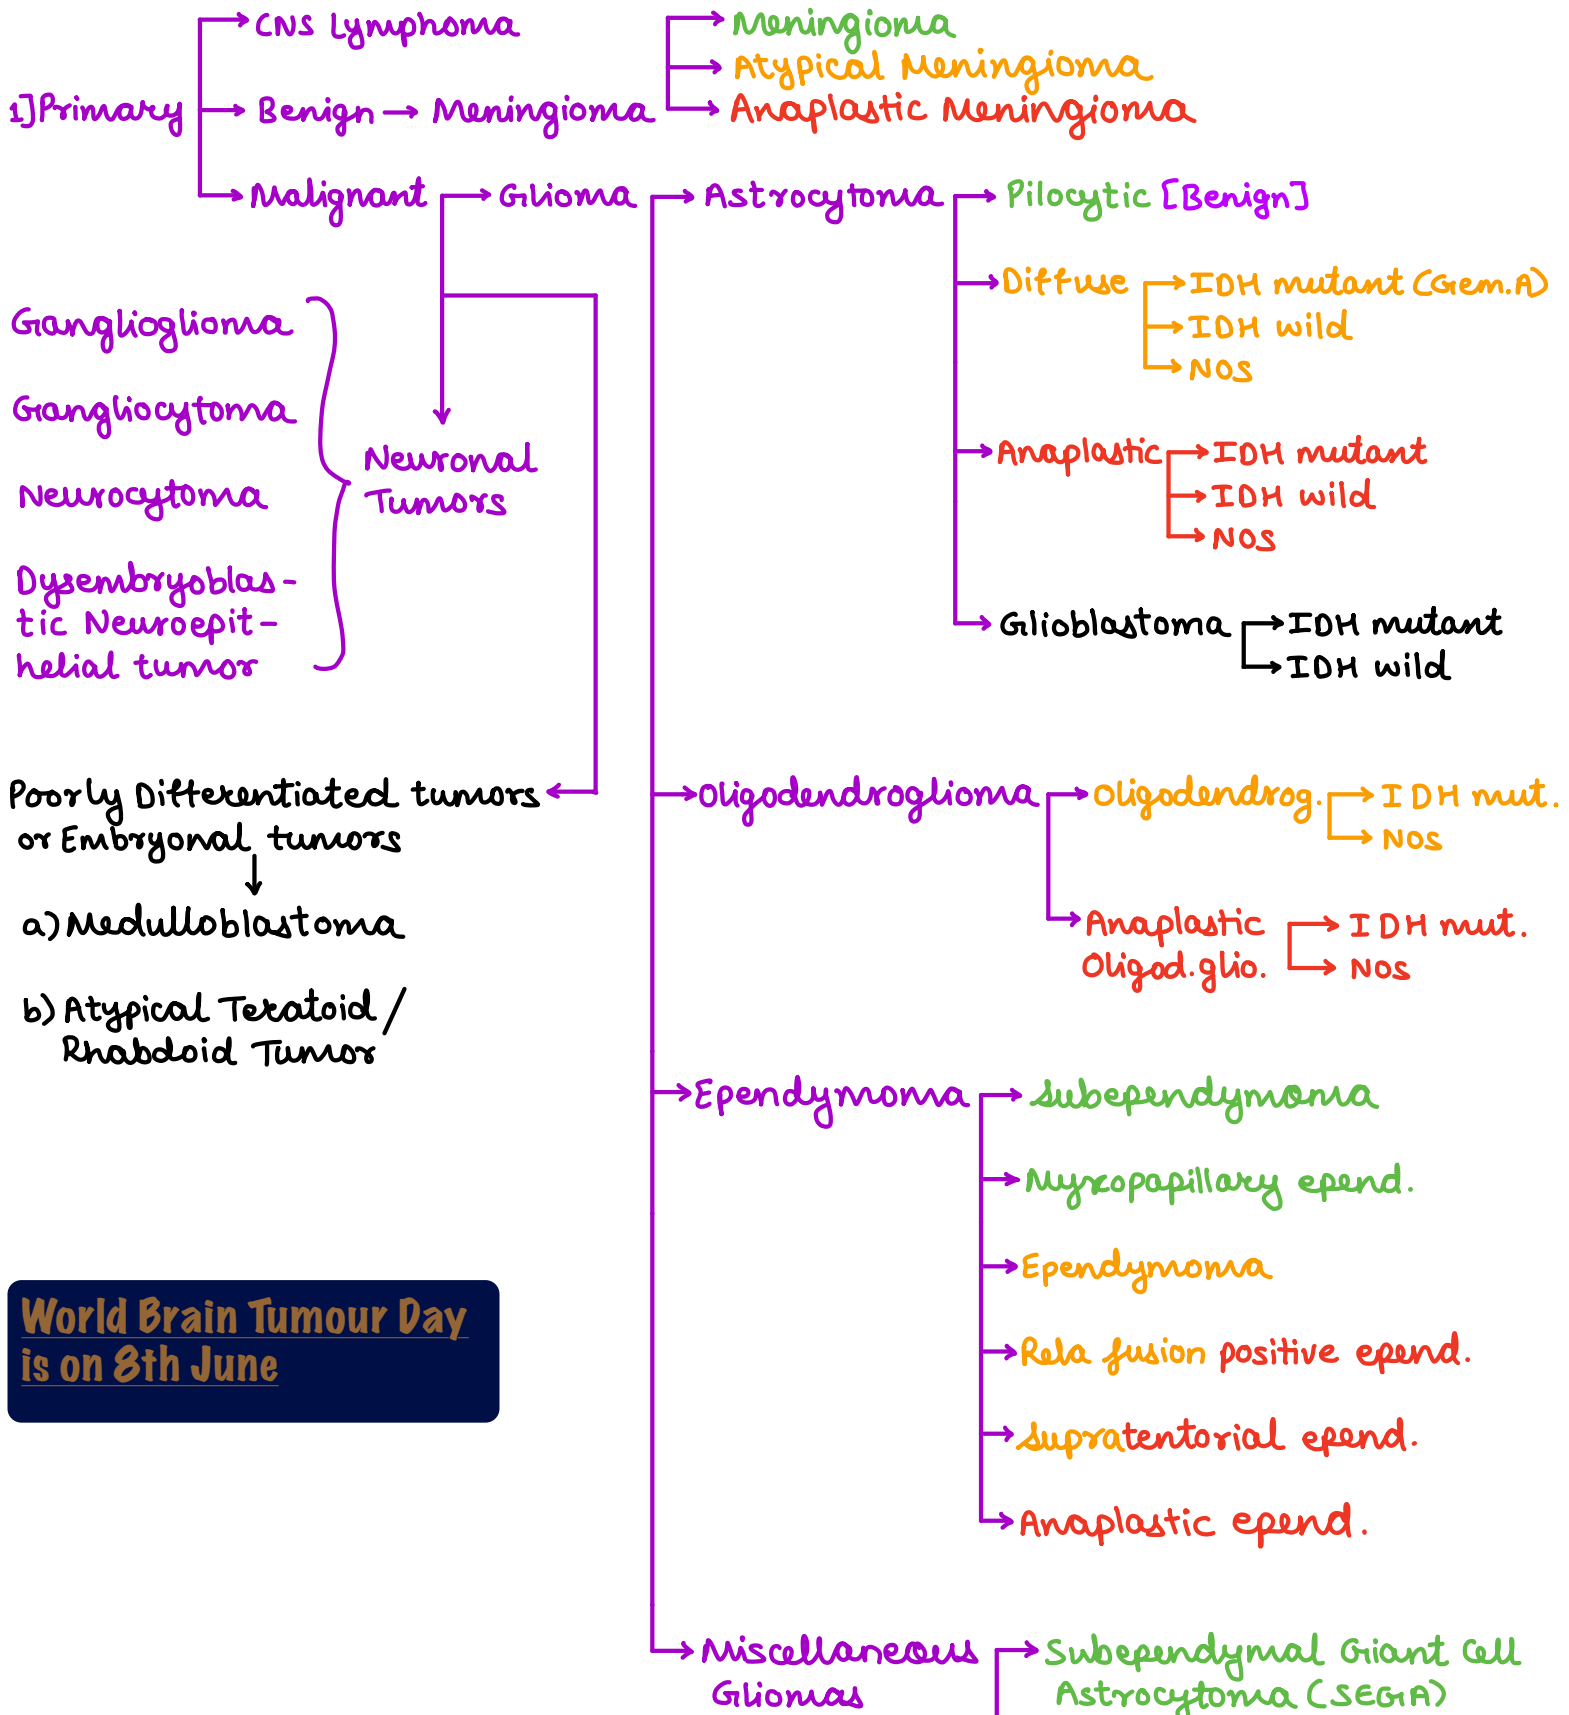 1] Primary
CNS Lymphoma
Benign
Meningioma
Meningioma
Atypical Meningioma
Anaplastic Meningioma
Malignant
Glioma
Astrocytoma
Pilocytic [Benign]
Diffuse
IDH mutant (Gem.A)
IDH wild
NOS
Anaplastic
IDH mutant
IDH wild
NOS
Glioblastoma
IDH mutant
IDH wild
Ganglioglioma
Gangliocytoma
Neurocytoma
Dysembryoblas-
tic Neuroepit-
helial tumor
Neuronal
Tumors
Poorly Differentiated tumors
or Embryonal tumors
a) Medulloblastoma
b) Atypical Teratoid/
Rhabdoid Tumor
Oligodendroglioma
Oligodendrog.
IDH mut.
NOS
Anaplastic
Oligod.glio.
IDH mut.
NOS
Ependymoma
Subependymoma
Myxopapillary epend.
Ependymoma
Rela fusion positive epend.
Supratentorial epend.
Anaplastic epend.
World Brain Tumour Day
is on 8th June
Miscellaneous
Gliomas
Subependymal Giant Cell
Astrocytoma (SEGA)